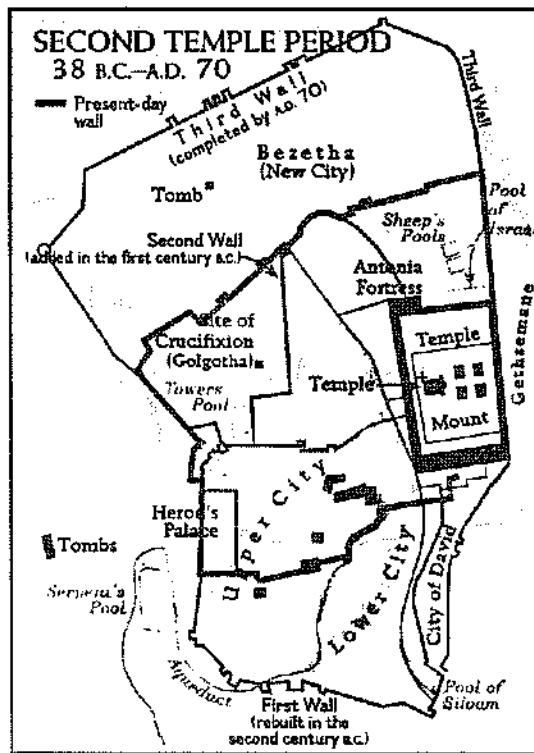 SECOND TEMPLE PERIOD
38 B.C.–A.D. 70
Present-day
wall
Third Wall
(completed by A.D. 70)
Third Wall
Bezetha
(New City)
Tomb
Pool
of
Israel
Sheep's
Pools
Second Wall
(added in the first century B.C.)
Antonia
Fortress
Site of
Crucifixion
(Golgotha)
Gethsemane
Temple
Mount
Temple
Towers
Pool
Upper City
Herod's
Palace
Tombs
Serpent's
Pool
Lower City
City of David
Aqueduct
Pool of
Siloam
First Wall
(rebuilt in the
second century B.C.)